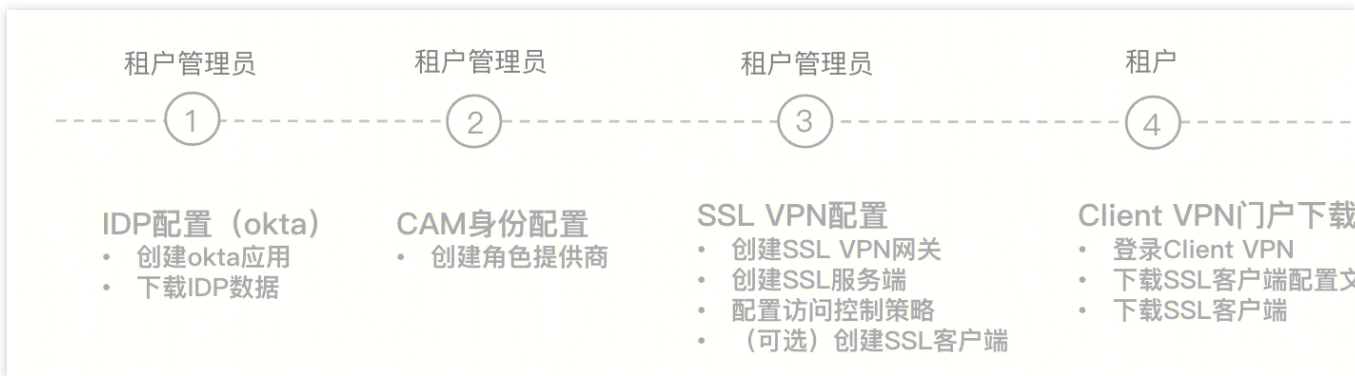 租户管理员
租户管理员
租户管理员
租户
1
2
3
4
IDP配置（okta）
• 创建okta应用
• 下载IDP数据
CAM身份配置
• 创建角色提供商
SSL VPN配置
• 创建SSL VPN网关
• 创建SSL服务端
• 配置访问控制策略
• （可选）创建SSL客户端
Client VPN门户下载
• 登录Client VPN
• 下载SSL客户端配置文
• 下载SSL客户端